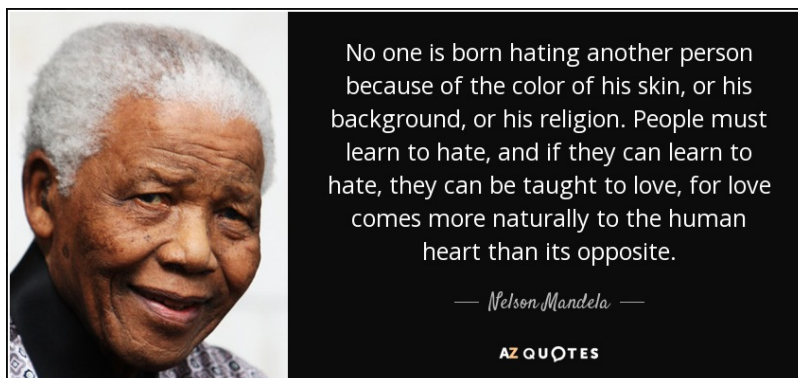 No one is born hating another person
because of the color of his skin, or his
background, or his religion. People must
learn to hate, and if they can learn to
hate, they can be taught to love, for love
comes more naturally to the human
heart than its opposite.
— Nelson Mandela —
AZ QUOTES